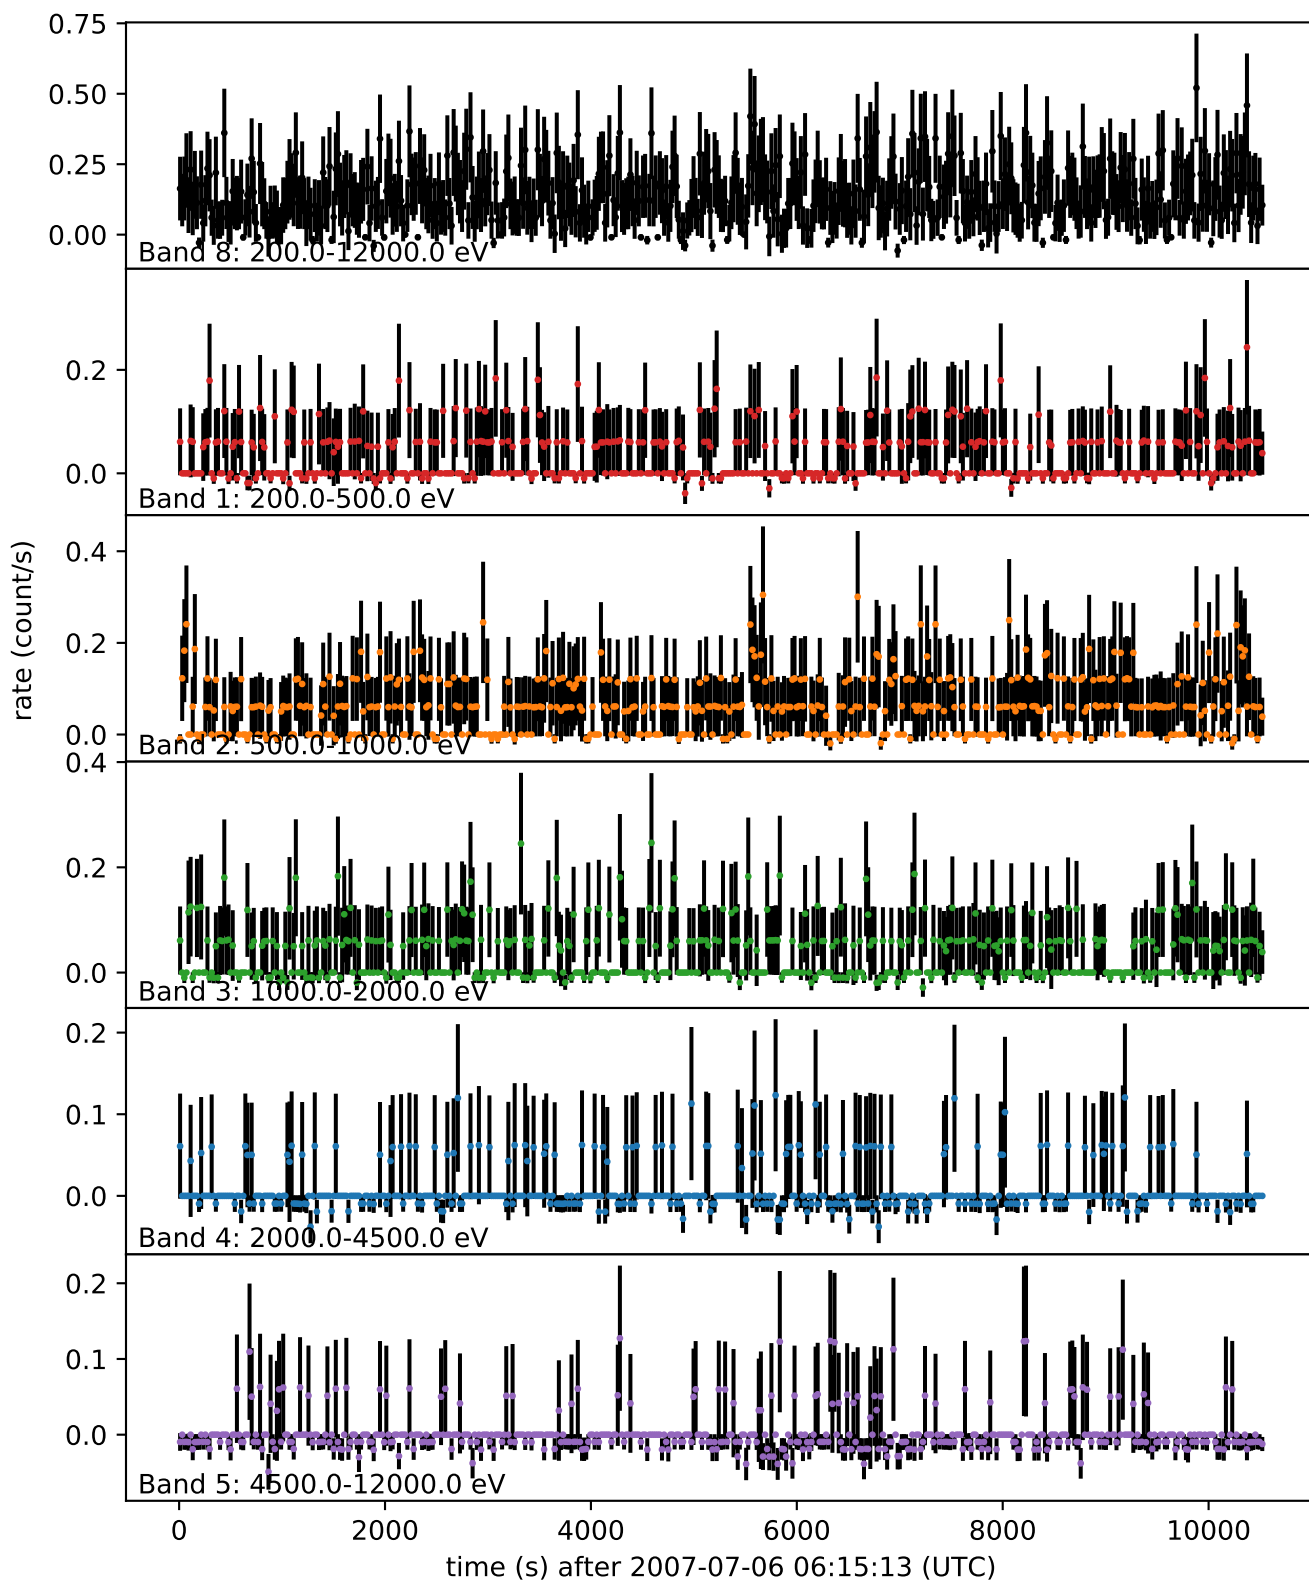 0.75
0.50
0.25
0.00
Band 8: 200.0-12000.0 eV
0.2
0.0
Band 1: 200.0-500.0 eV
0.4
0.2
0.0
Band 2: 500.0-1000.0 eV
rate (count/s)
0.4
0.2
0.0
Band 3: 1000.0-2000.0 eV
0.2
0.1
0.0
Band 4: 2000.0-4500.0 eV
0.2
0.1
0.0
Band 5: 4500.0-12000.0 eV
0 2000 4000 6000 8000 10000
time (s) after 2007-07-06 06:15:13 (UTC)